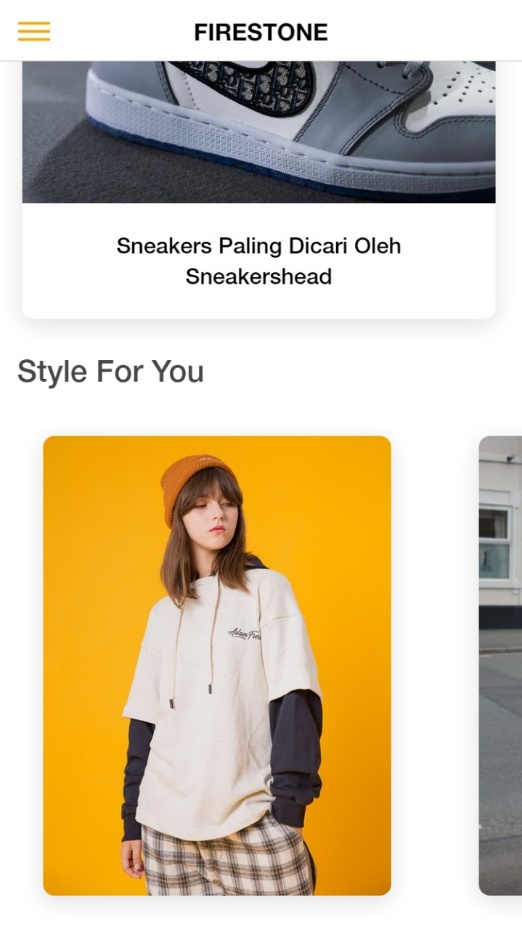 FIRESTONE
Sneakers Paling Dicari Oleh
Sneakershead
Style For You